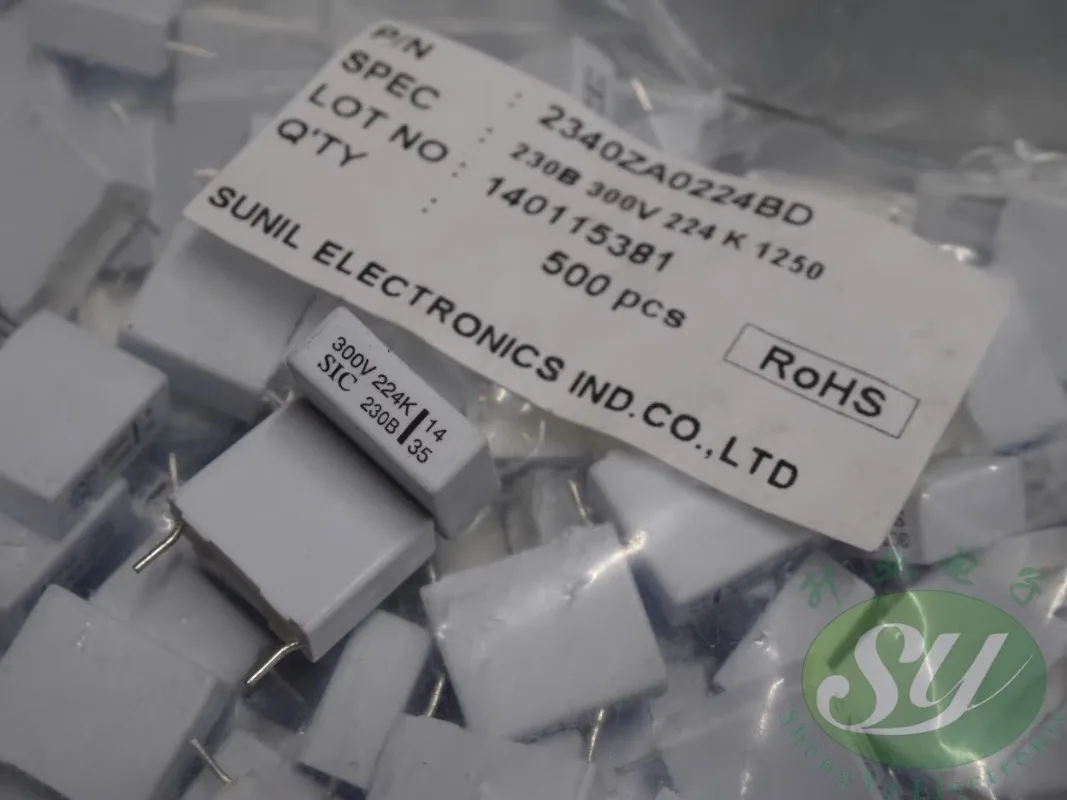 P/N : 2340ZA0224BD
SPEC : 230B 300V 224 K 1250
LOT NO : 140115381
Q'TY : 500 pcs
RoHS
SUNIL ELECTRONICS IND.CO.,LTD
300V 224K 14
SIC 230B 35
SY